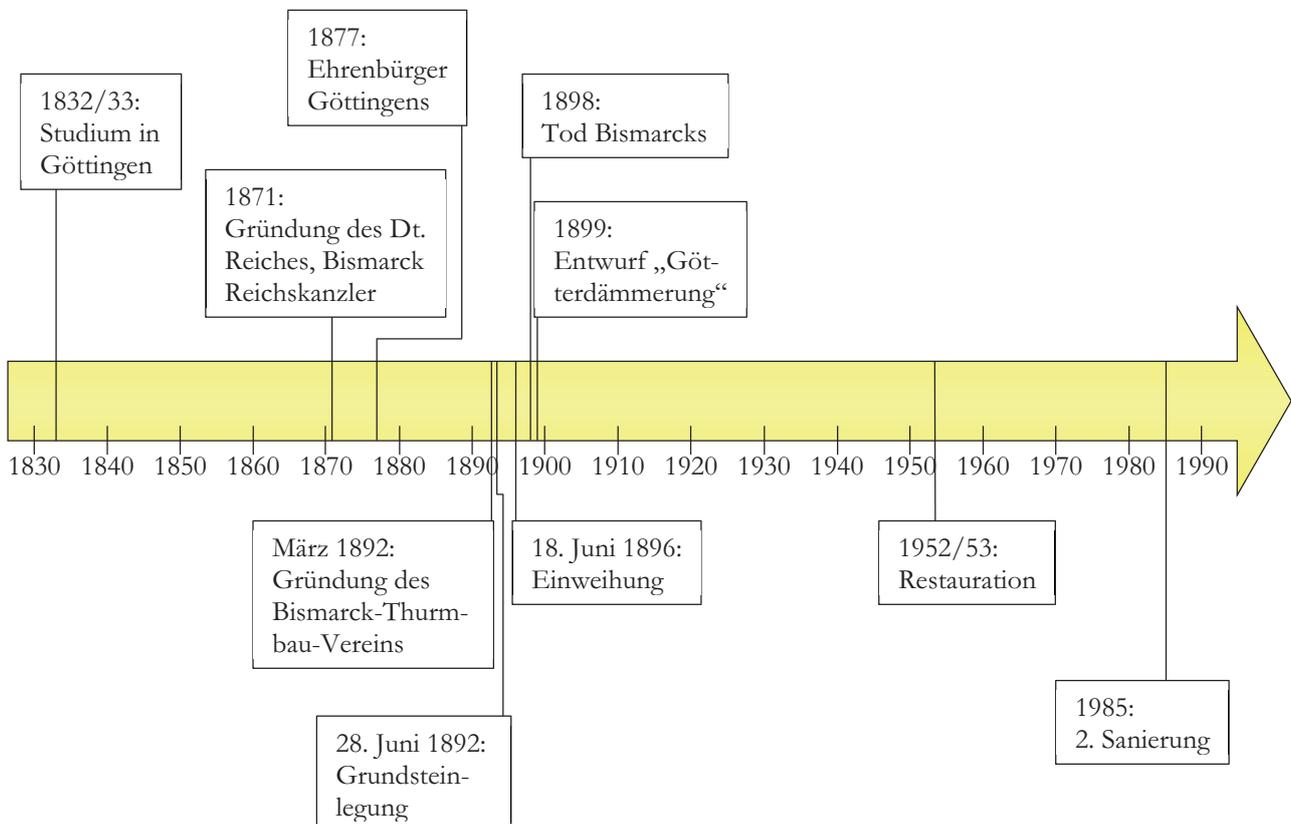 1877:
Ehrenbürger
Göttingens
1832/33:
Studium in
Göttingen
1898:
Tod Bismarcks
1871:
Gründung des Dt.
Reiches, Bismarck
Reichskanzler
1899:
Entwurf „Göt-
terdämmerung“
1830 1840 1850 1860 1870 1880 1890 1900 1910 1920 1930 1940 1950 1960 1970 1980 1990
März 1892:
Gründung des
Bismarck-Thurm-
bau-Vereins
18. Juni 1896:
Einweihung
1952/53:
Restauration
1985:
2. Sanierung
28. Juni 1892:
Grundstein-
legung